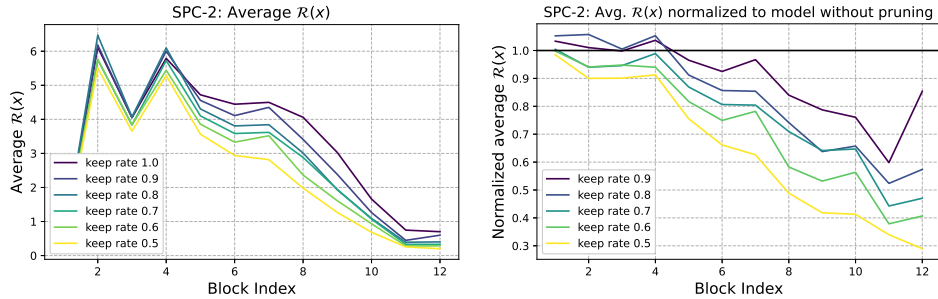 SPC-2: Average R(x)
Average R(x)
6
5
4
3
2
1
0
keep rate 1.0
keep rate 0.9
keep rate 0.8
keep rate 0.7
keep rate 0.6
keep rate 0.5
2 4 6 8 10 12
Block Index
SPC-2: Avg. R(x) normalized to model without pruning
Normalized average R(x)
1.0
0.9
0.8
0.7
0.6
0.5
0.4
0.3
keep rate 0.9
keep rate 0.8
keep rate 0.7
keep rate 0.6
keep rate 0.5
2 4 6 8 10 12
Block Index